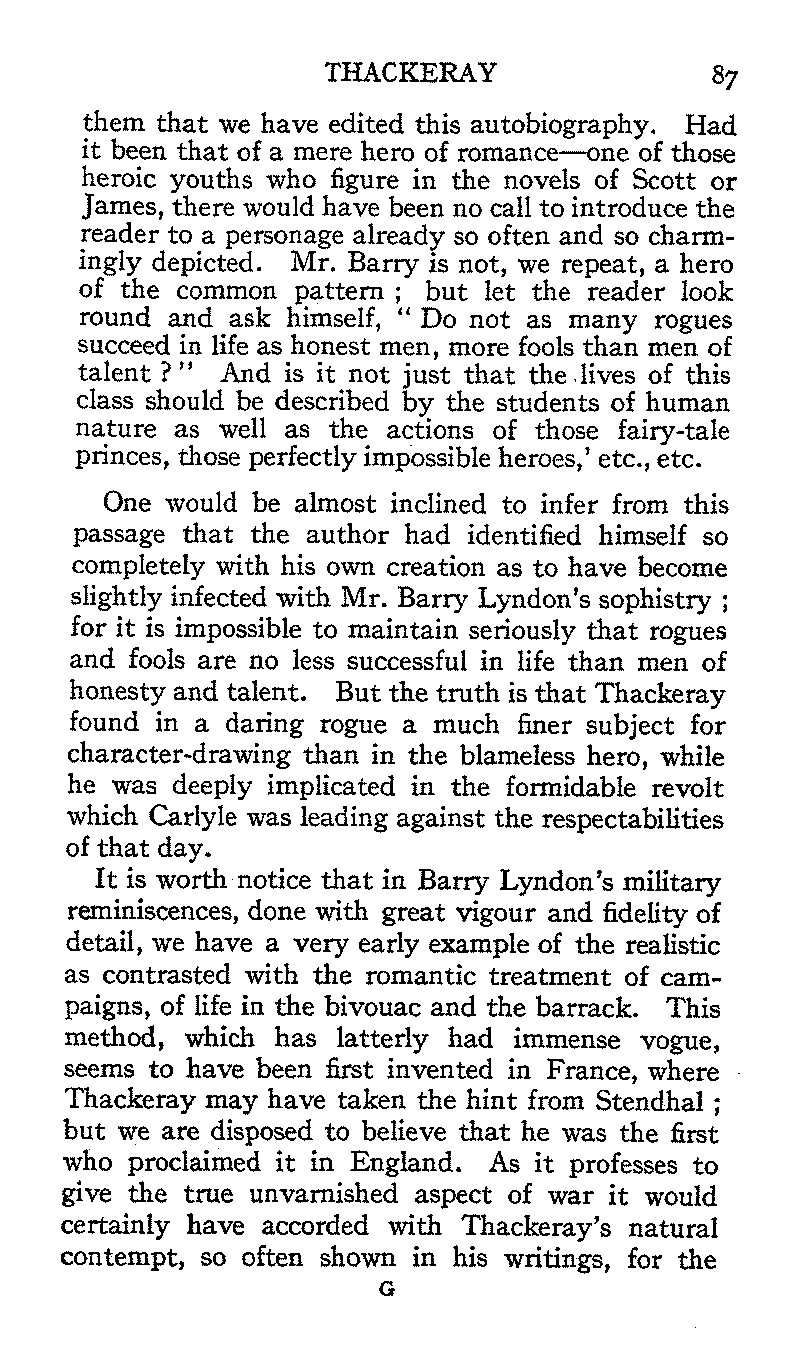 THACKERAY 87
them that we have edited this autobiography. Had
it been that of a mere hero of romance—one of those
heroic youths who figure in the novels of Scott or
James, there would have been no call to introduce the
reader to a personage already so often and so charm-
ingly depicted. Mr. Barry is not, we repeat, a hero
of the common pattern ; but let the reader look
round and ask himself, “ Do not as many rogues
succeed in life as honest men, more fools than men of
talent ? ” And is it not just that the lives of this
class should be described by the students of human
nature as well as the actions of those fairy-tale
princes, those perfectly impossible heroes,’ etc., etc.
One would be almost inclined to infer from this
passage that the author had identified himself so
completely with his own creation as to have become
slightly infected with Mr. Barry Lyndon’s sophistry ;
for it is impossible to maintain seriously that rogues
and fools are no less successful in life than men of
honesty and talent. But the truth is that Thackeray
found in a daring rogue a much finer subject for
character-drawing than in the blameless hero, while
he was deeply implicated in the formidable revolt
which Carlyle was leading against the respectabilities
of that day.
It is worth notice that in Barry Lyndon’s military
reminiscences, done with great vigour and fidelity of
detail, we have a very early example of the realistic
as contrasted with the romantic treatment of cam-
paigns, of life in the bivouac and the barrack. This
method, which has latterly had immense vogue,
seems to have been first invented in France, where
Thackeray may have taken the hint from Stendhal ;
but we are disposed to believe that he was the first
who proclaimed it in England. As it professes to
give the true unvarnished aspect of war it would
certainly have accorded with Thackeray’s natural
contempt, so often shown in his writings, for the
G